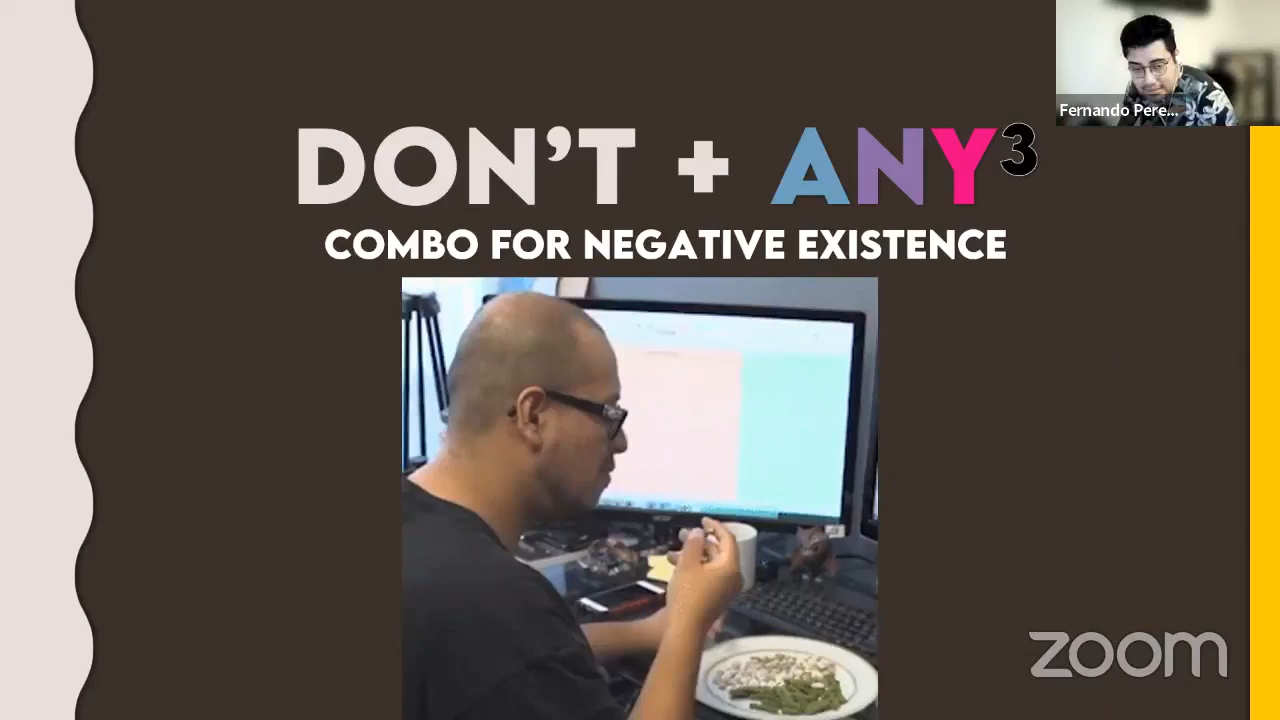 Fernando Pere...
DON'T + ANY³
COMBO FOR NEGATIVE EXISTENCE
zoom